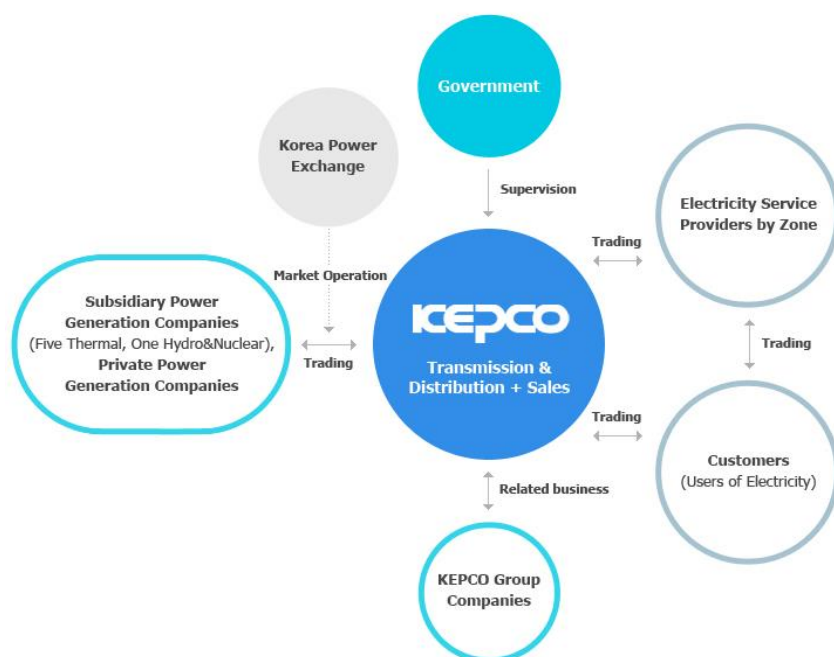 Government
Korea Power
Exchange
Supervision
Electricity Service
Providers by Zone
Trading
Market Operation
Subsidiary Power
Generation Companies
(Five Thermal, One Hydro&Nuclear),
Private Power
Generation Companies
Trading
KEPCO
Transmission &
Distribution + Sales
Trading
Trading
Customers
(Users of Electricity)
Related business
KEPCO Group
Companies